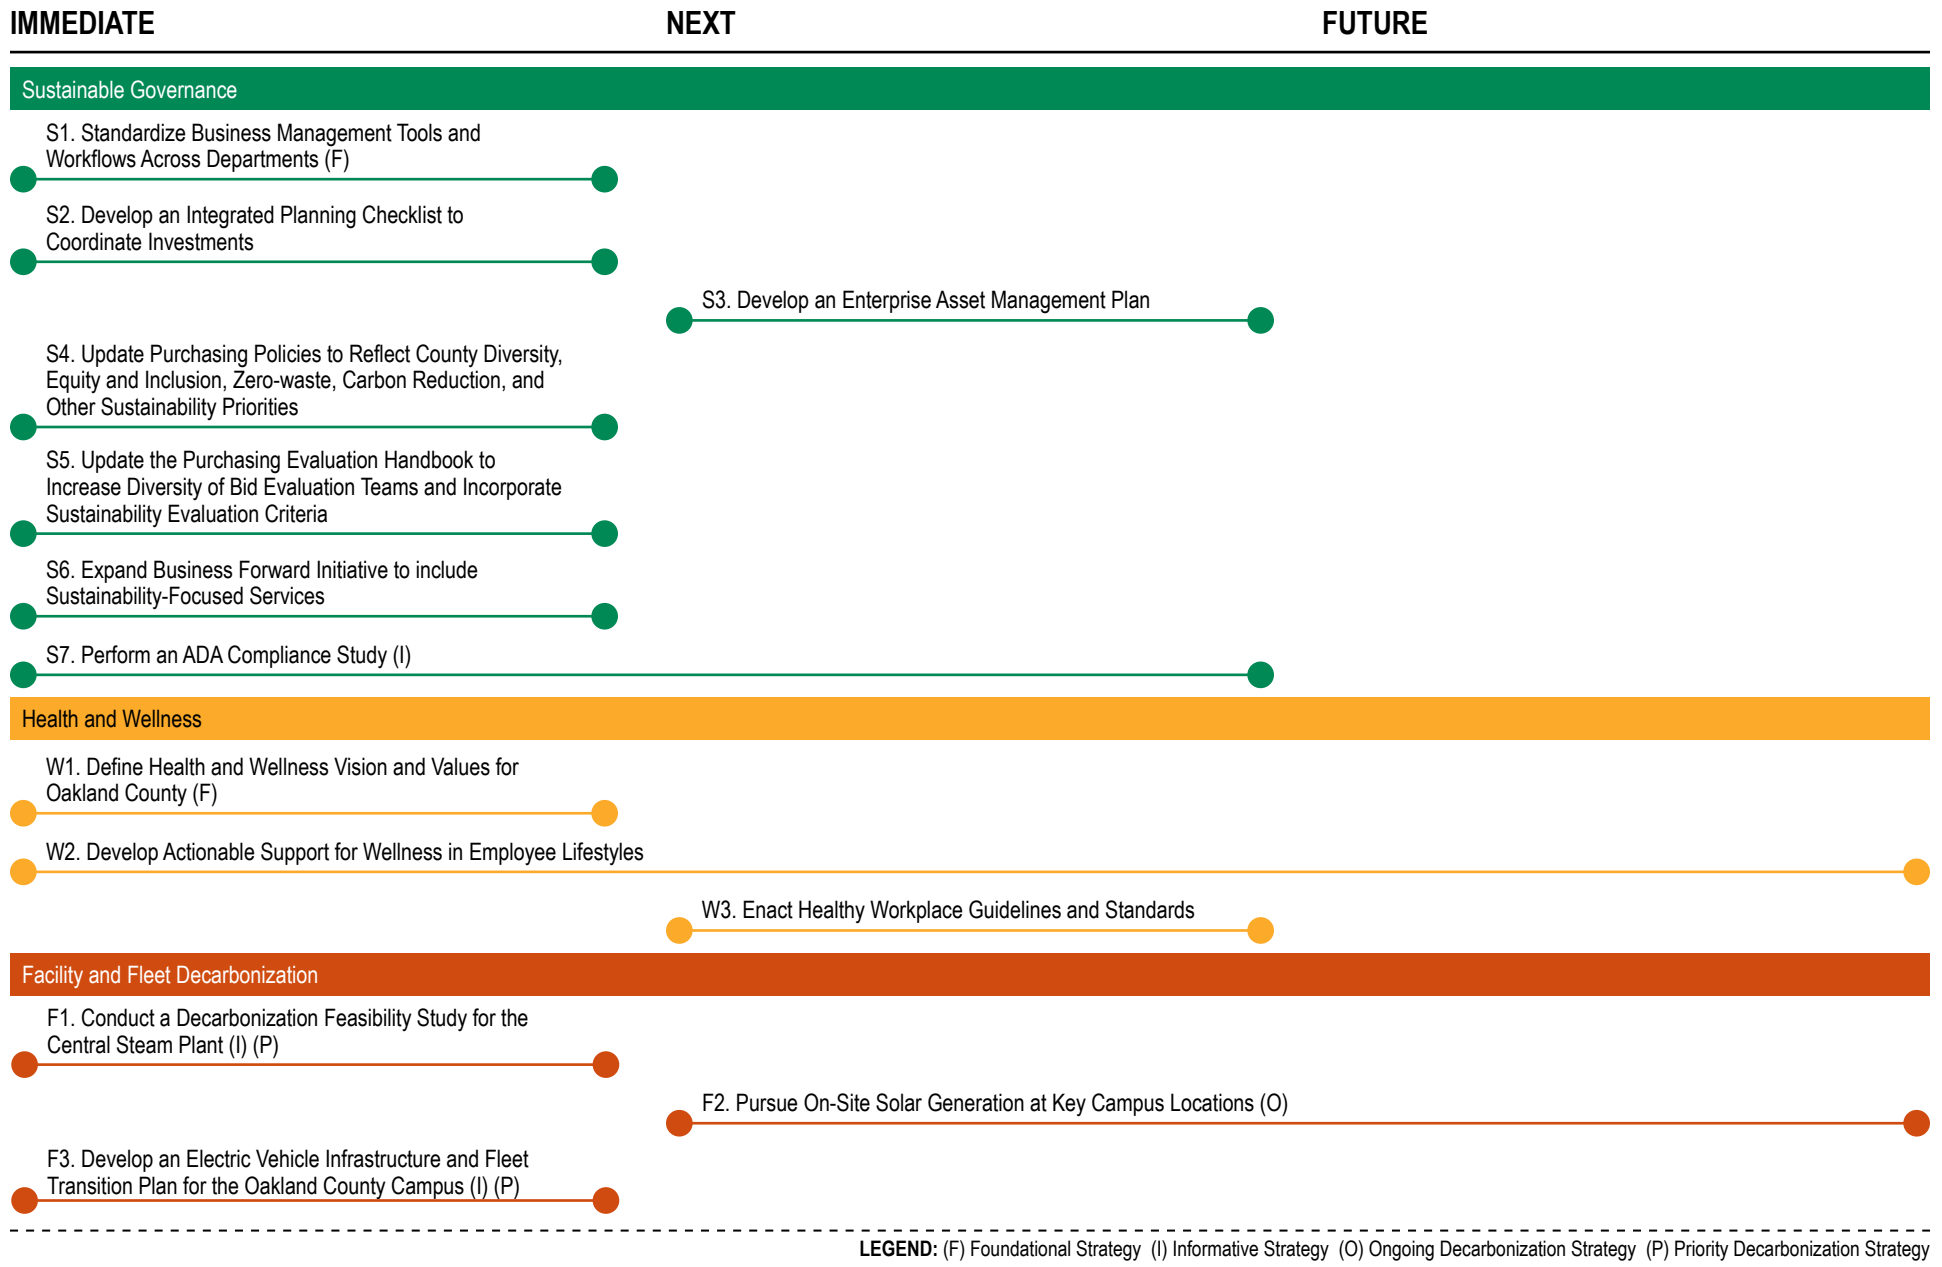 IMMEDIATE
NEXT
FUTURE
Sustainable Governance
S1. Standardize Business Management Tools and
Workflows Across Departments (F)
S2. Develop an Integrated Planning Checklist to
Coordinate Investments
S3. Develop an Enterprise Asset Management Plan
S4. Update Purchasing Policies to Reflect County Diversity,
Equity and Inclusion, Zero-waste, Carbon Reduction, and
Other Sustainability Priorities
S5. Update the Purchasing Evaluation Handbook to
Increase Diversity of Bid Evaluation Teams and Incorporate
Sustainability Evaluation Criteria
S6. Expand Business Forward Initiative to include
Sustainability-Focused Services
S7. Perform an ADA Compliance Study (I)
Health and Wellness
W1. Define Health and Wellness Vision and Values for
Oakland County (F)
W2. Develop Actionable Support for Wellness in Employee Lifestyles
W3. Enact Healthy Workplace Guidelines and Standards
Facility and Fleet Decarbonization
F1. Conduct a Decarbonization Feasibility Study for the
Central Steam Plant (I) (P)
F2. Pursue On-Site Solar Generation at Key Campus Locations (O)
F3. Develop an Electric Vehicle Infrastructure and Fleet
Transition Plan for the Oakland County Campus (I) (P)
LEGEND: (F) Foundational Strategy (I) Informative Strategy (O) Ongoing Decarbonization Strategy (P) Priority Decarbonization Strategy